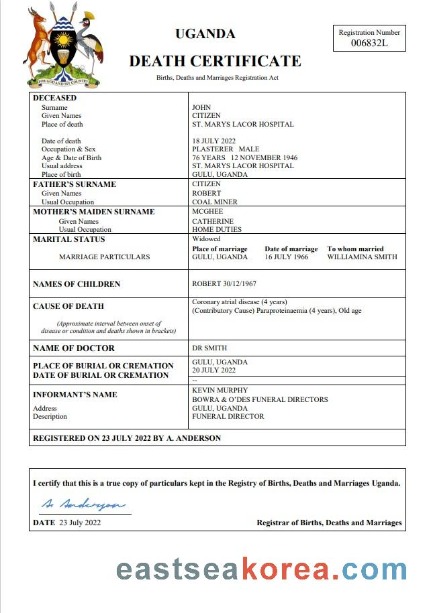 UGANDA
Registration Number
006832L
DEATH CERTIFICATE
Births, Deaths and Marriages Registration Act
DECEASED
Surname JOHN
Given Names CITIZEN
Place of death ST. MARYS LACOR HOSPITAL
Date of death 18 JULY 2022
Occupation & Sex PLASTERER MALE
Age & Date of Birth 76 YEARS 12 NOVEMBER 1946
Usual address ST. MARYS LACOR HOSPITAL
Place of birth GULU, UGANDA
FATHER'S SURNAME CITIZEN
Given Names ROBERT
Usual Occupation COAL MINER
MOTHER'S MAIDEN SURNAME MCGHEE
Given Names CATHERINE
Usual Occupation HOME DUTIES
MARITAL STATUS Widowed
Place of marriage Date of marriage To whom married
MARRIAGE PARTICULARS GULU, UGANDA 16 JULY 1966 WILLIAMINA SMITH
NAMES OF CHILDREN ROBERT 30/12/1967
Coronary atrial disease (4 years)
CAUSE OF DEATH (Contributory Cause) Paraproteinaemia (4 years), Old age
(Approximate interval between onset of
disease or condition and deaths shown in brackets)
NAME OF DOCTOR DR SMITH
PLACE OF BURIAL OR CREMATION GULU, UGANDA
DATE OF BURIAL OR CREMATION 20 JULY 2022
--
INFORMANT'S NAME KEVIN MURPHY
BOWRA & O'DES FUNERAL DIRECTORS
Address GULU, UGANDA
Description FUNERAL DIRECTOR
REGISTERED ON 23 JULY 2022 BY A. ANDERSON
I certify that this is a true copy of particulars kept in the Registry of Births, Deaths and Marriages Uganda.
A. Anderson
DATE 23 July 2022 Registrar of Births, Deaths and Marriages
eastseakorea.com